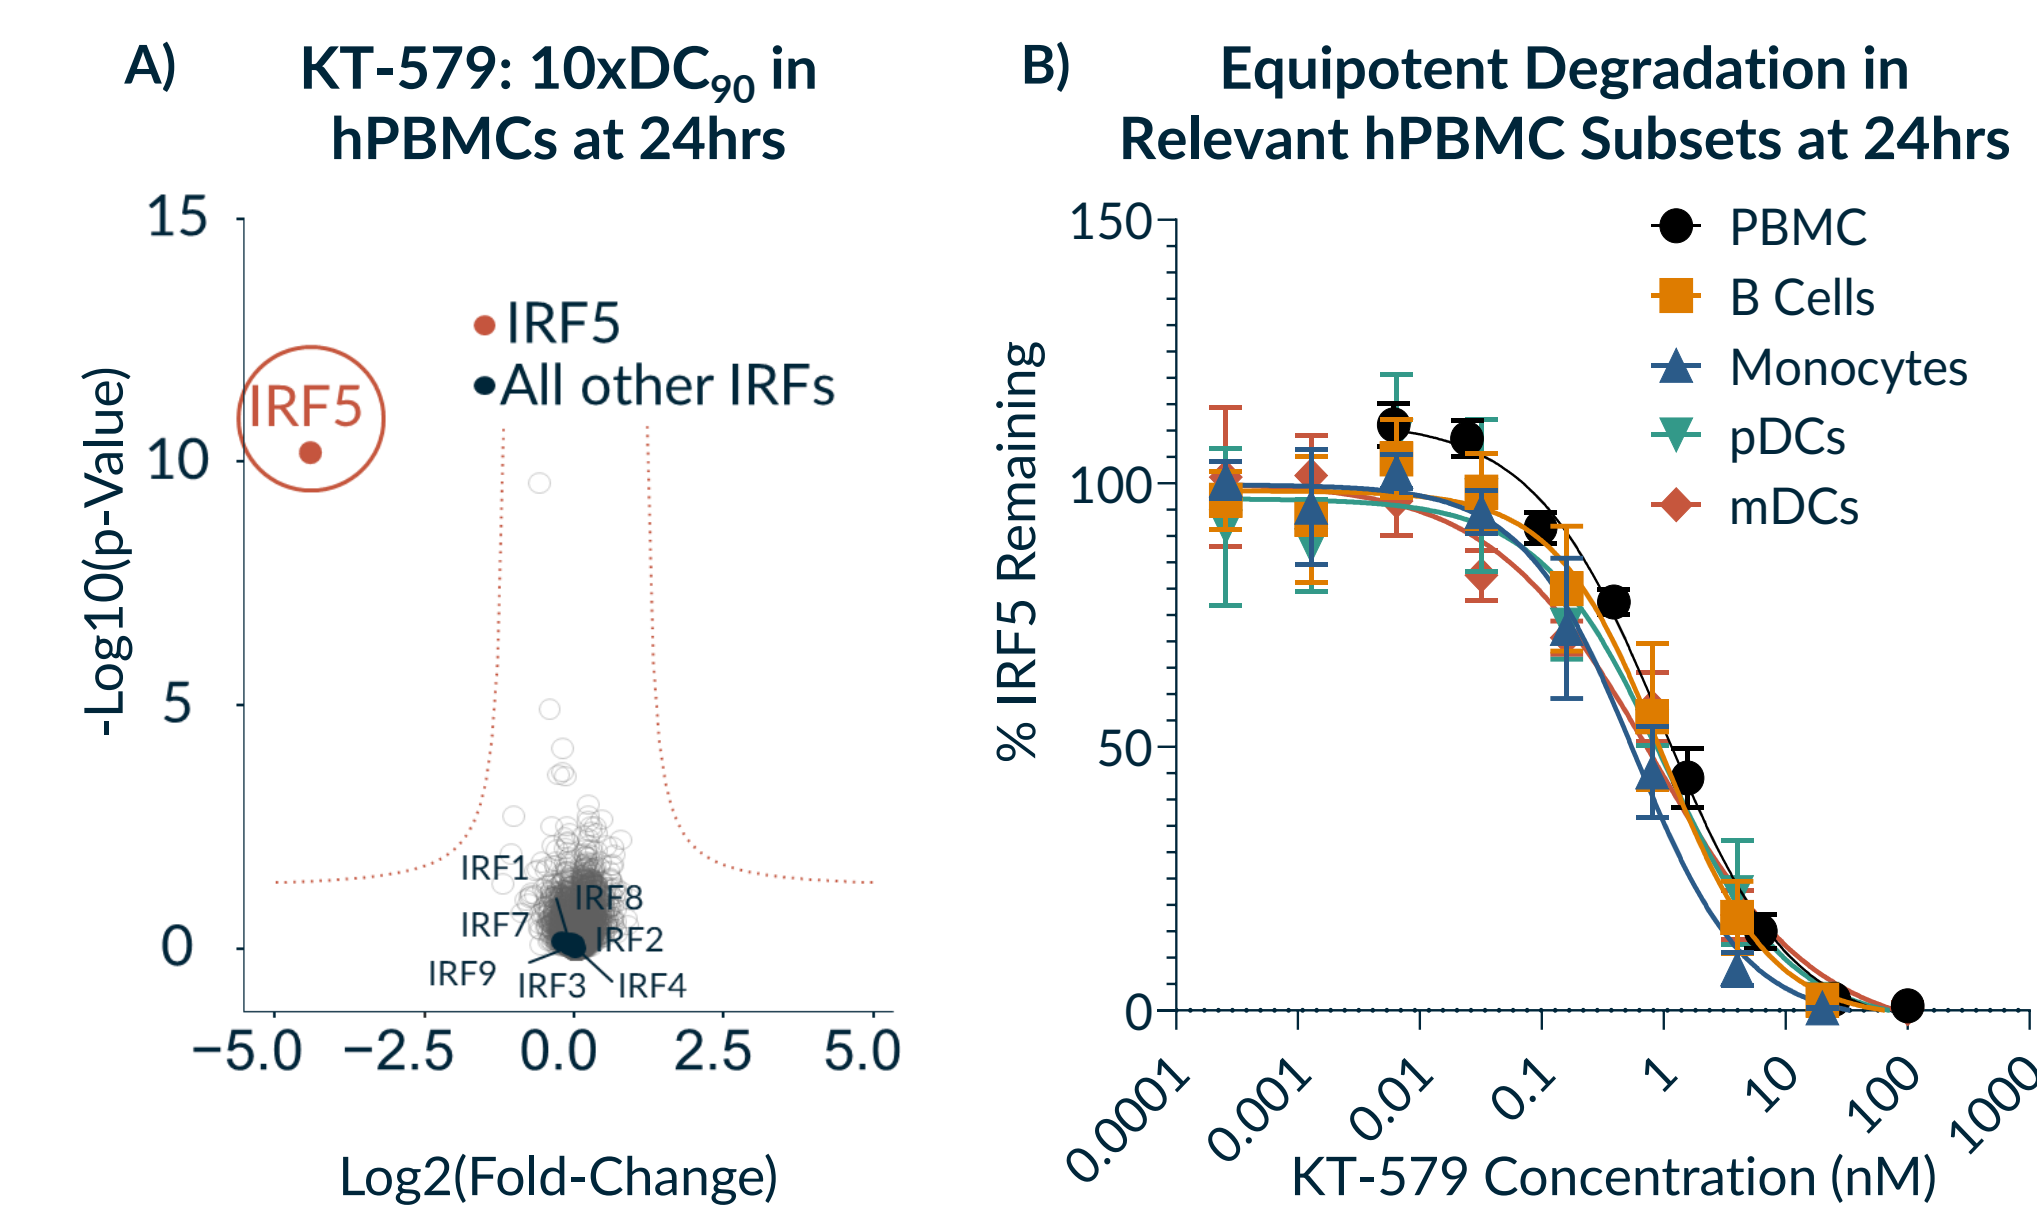 A)
KT-579: 10xDC90 in
hPBMCs at 24hrs
15
10
5
0
-Log10(p-Value)
IRF5
IRF5
All other IRFs
IRF1
IRF8
IRF7
IRF2
IRF9
IRF3
IRF4
−5.0
−2.5
0.0
2.5
5.0
Log2(Fold-Change)
B)
Equipotent Degradation in
Relevant hPBMC Subsets at 24hrs
150
100
50
0
% IRF5 Remaining
PBMC
B Cells
Monocytes
pDCs
mDCs
0.0001
0.001
0.01
0.1
1
10
100
1000
KT-579 Concentration (nM)